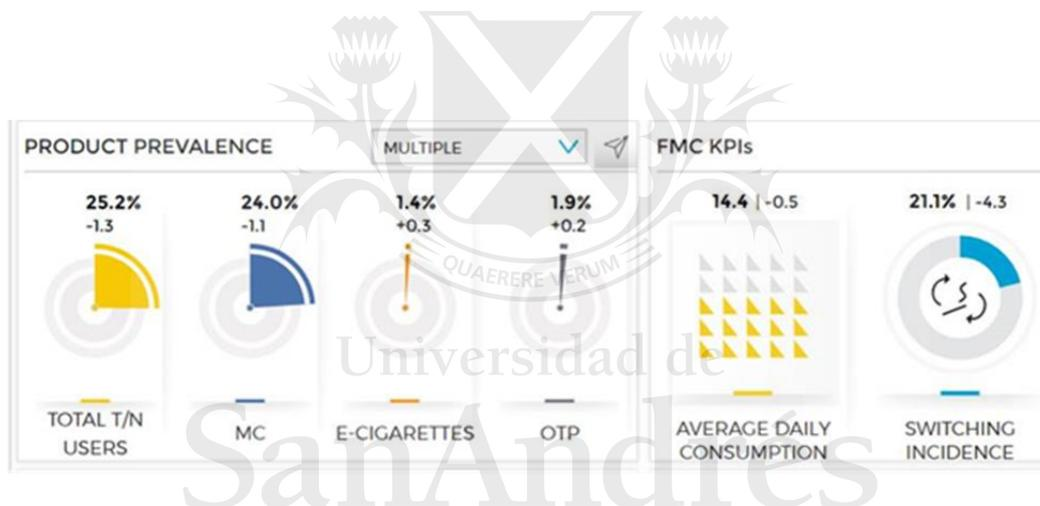 PRODUCT PREVALENCE
MULTIPLE
FMC KPIs
25.2%
-1.3
24.0%
-1.1
1.4%
+0.3
1.9%
+0.2
14.4 | -0.5
21.1% | -4.3
QUAERERE VERUM
TOTAL T/N
USERS
MC
E-CIGARETTES
OTP
AVERAGE DAILY
CONSUMPTION
SWITCHING
INCIDENCE
Universidad de
SanAndrés